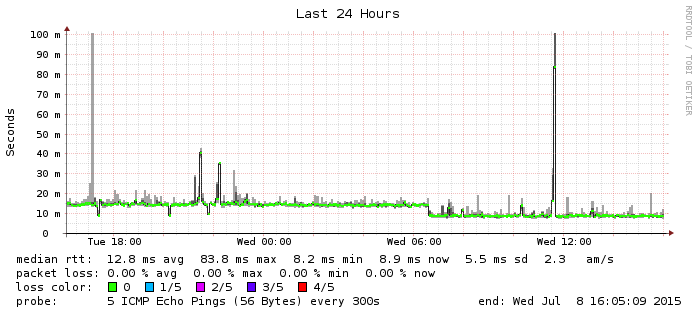 Last 24 Hours
RRDTOOL / TOBI OETIKER
Seconds
100 m
90 m
80 m
70 m
60 m
50 m
40 m
30 m
20 m
10 m
0
Tue 18:00 Wed 00:00 Wed 06:00 Wed 12:00
median rtt: 12.8 ms avg 83.8 ms max 8.2 ms min 8.9 ms now 5.5 ms sd 2.3 am/s
packet loss: 0.00 % avg 0.00 % max 0.00 % min 0.00 % now
loss color: 0 1/5 2/5 3/5 4/5
probe: 5 ICMP Echo Pings (56 Bytes) every 300s end: Wed Jul 8 16:05:09 2015